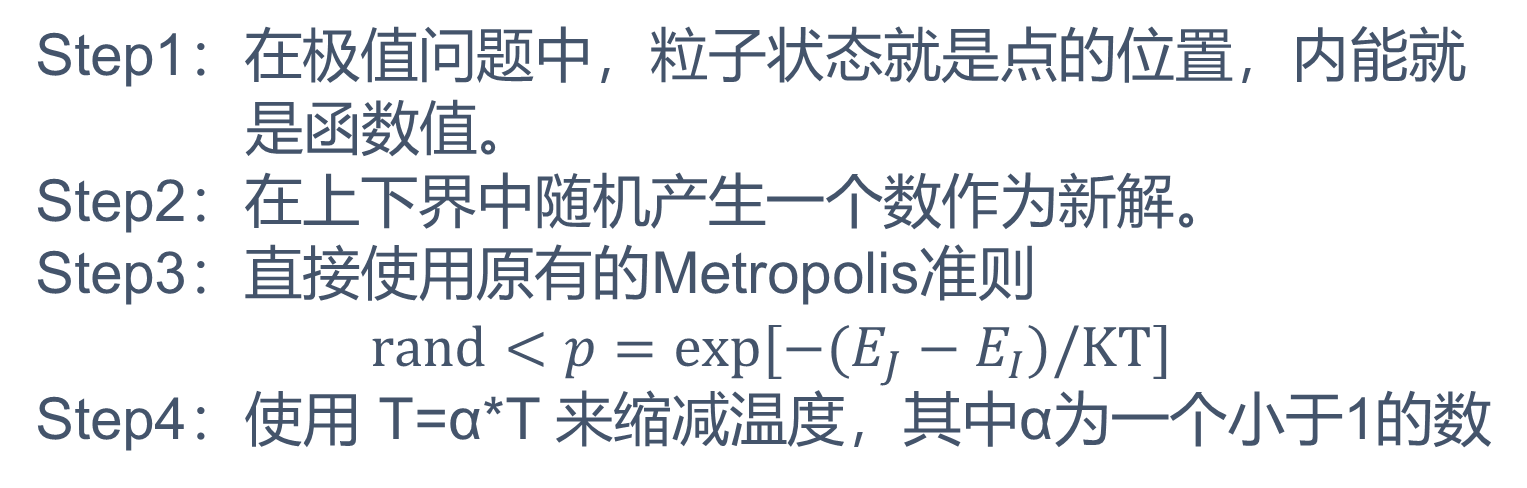 Step1：在极值问题中，粒子状态就是点的位置，内能就
是函数值。
Step2：在上下界中随机产生一个数作为新解。
Step3：直接使用原有的Metropolis准则
rand < p = exp[−(E_J − E_I)/KT]
Step4：使用 T=α*T 来缩减温度，其中α为一个小于1的数